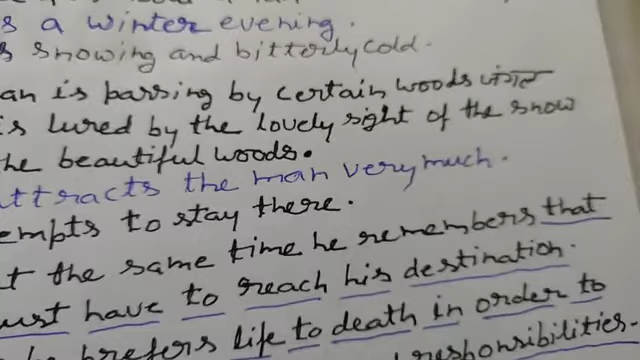 s a winter evening.
s snowing and bitterly cold.
an is passing by certain woods जंगल
is lured by the lovely sight of the snow
he beautiful woods.
ttracts the man very much.
empts to stay there.
t the same time he remembers that
ust have to reach his destination.
he prefers life to death in order to
responsibilities.